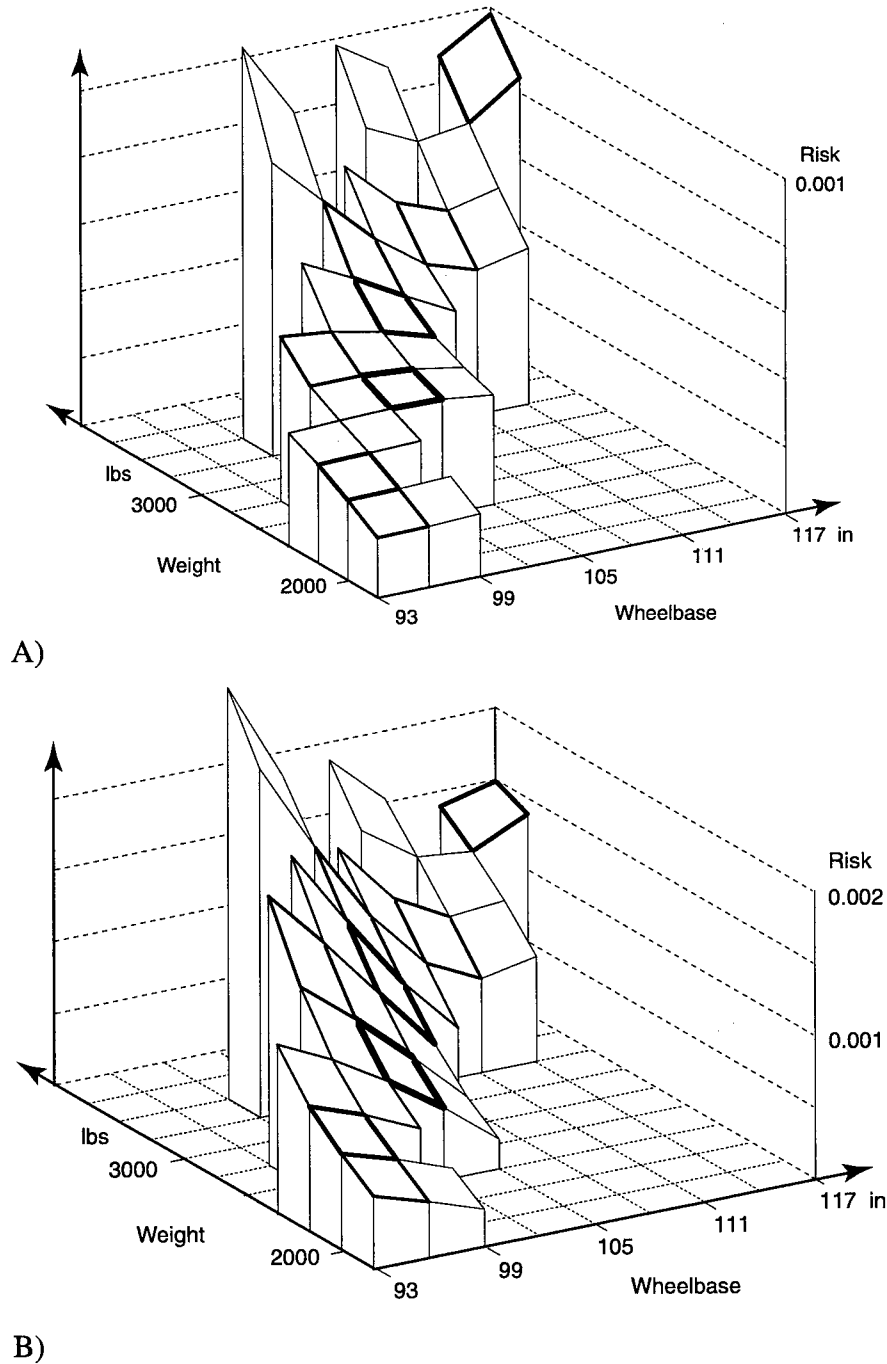 Risk
0.001
lbs
3000
Weight
2000
93
99
105
111
117 in
Wheelbase
A)
Risk
0.002
0.001
lbs
3000
Weight
2000
93
99
105
111
117 in
Wheelbase
B)